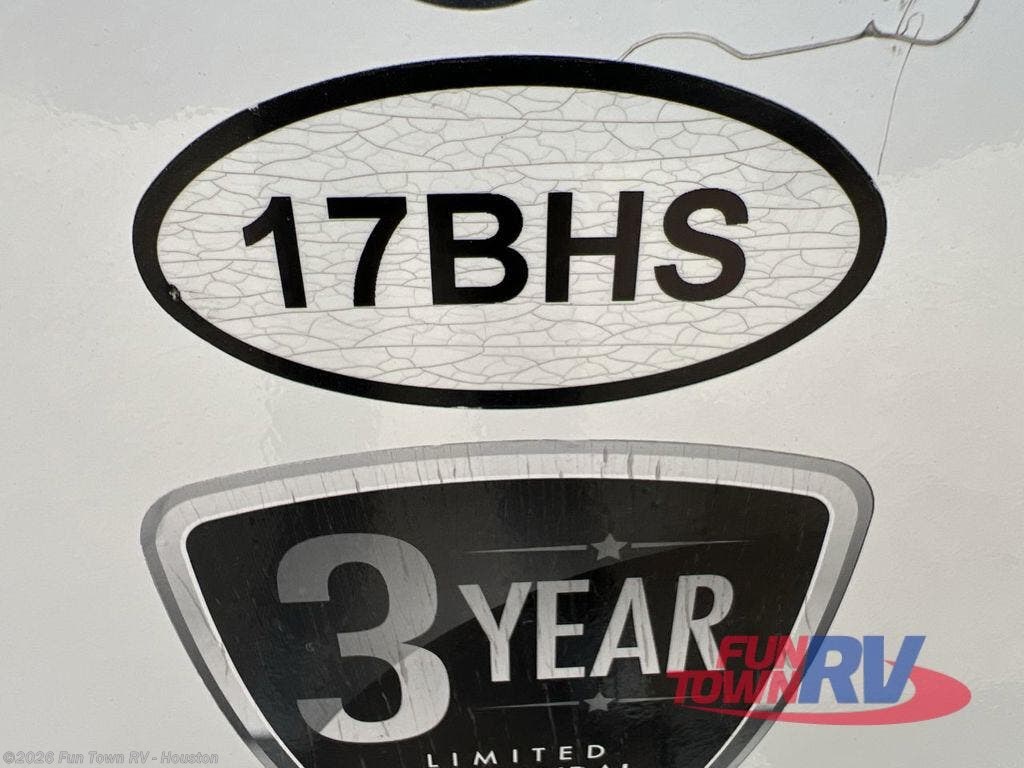 17BHS
3 YEAR
LIMITED
FUN TOWN RV
©2026 Fun Town RV - Houston